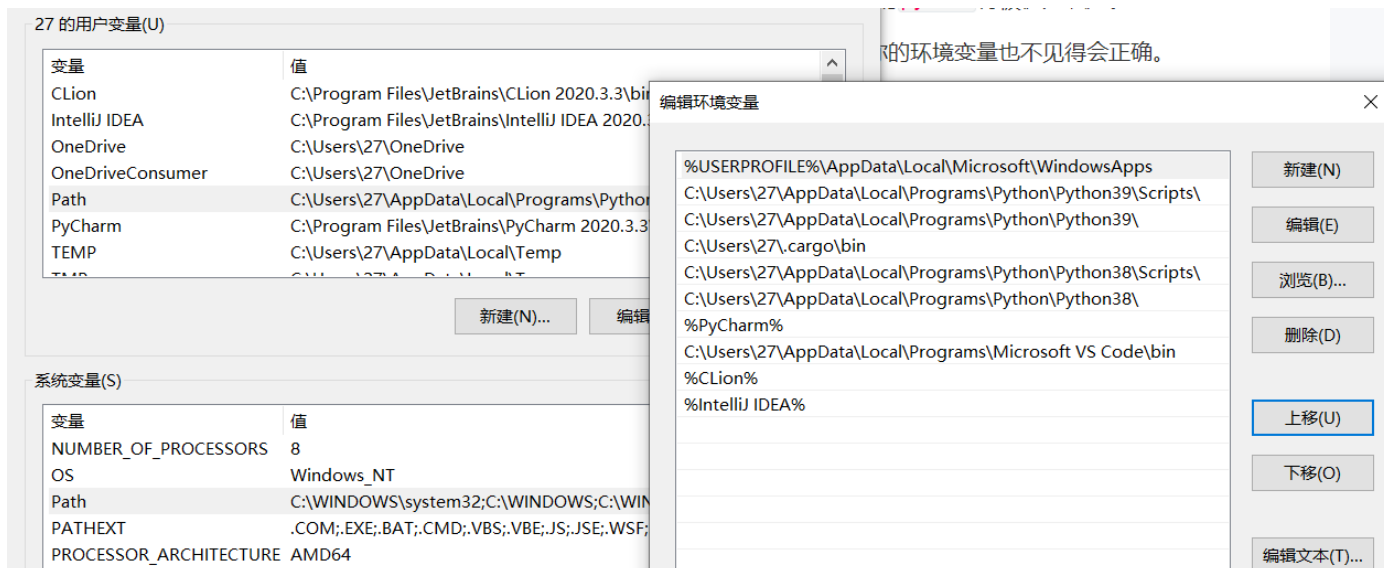 27 的用户变量(U)
变量 值
CLion C:\Program Files\JetBrains\CLion 2020.3.3\bin
IntelliJ IDEA C:\Program Files\JetBrains\IntelliJ IDEA 2020.
OneDrive C:\Users\27\OneDrive
OneDriveConsumer C:\Users\27\OneDrive
Path C:\Users\27\AppData\Local\Programs\Python
PyCharm C:\Program Files\JetBrains\PyCharm 2020.3.3
TEMP C:\Users\27\AppData\Local\Temp
新建(N)... 编辑
系统变量(S)
变量 值
NUMBER_OF_PROCESSORS 8
OS Windows_NT
Path C:\WINDOWS\system32;C:\WINDOWS;C:\WIN
PATHEXT .COM;.EXE;.BAT;.CMD;.VBS;.VBE;.JS;.JSE;.WSF;
PROCESSOR_ARCHITECTURE AMD64
的环境变量也不见得会正确。
编辑环境变量
%USERPROFILE%\AppData\Local\Microsoft\WindowsApps
C:\Users\27\AppData\Local\Programs\Python\Python39\Scripts\
C:\Users\27\AppData\Local\Programs\Python\Python39\
C:\Users\27\.cargo\bin
C:\Users\27\AppData\Local\Programs\Python\Python38\Scripts\
C:\Users\27\AppData\Local\Programs\Python\Python38\
%PyCharm%
C:\Users\27\AppData\Local\Programs\Microsoft VS Code\bin
%CLion%
%IntelliJ IDEA%
新建(N)
编辑(E)
浏览(B)...
删除(D)
上移(U)
下移(O)
编辑文本(T)...